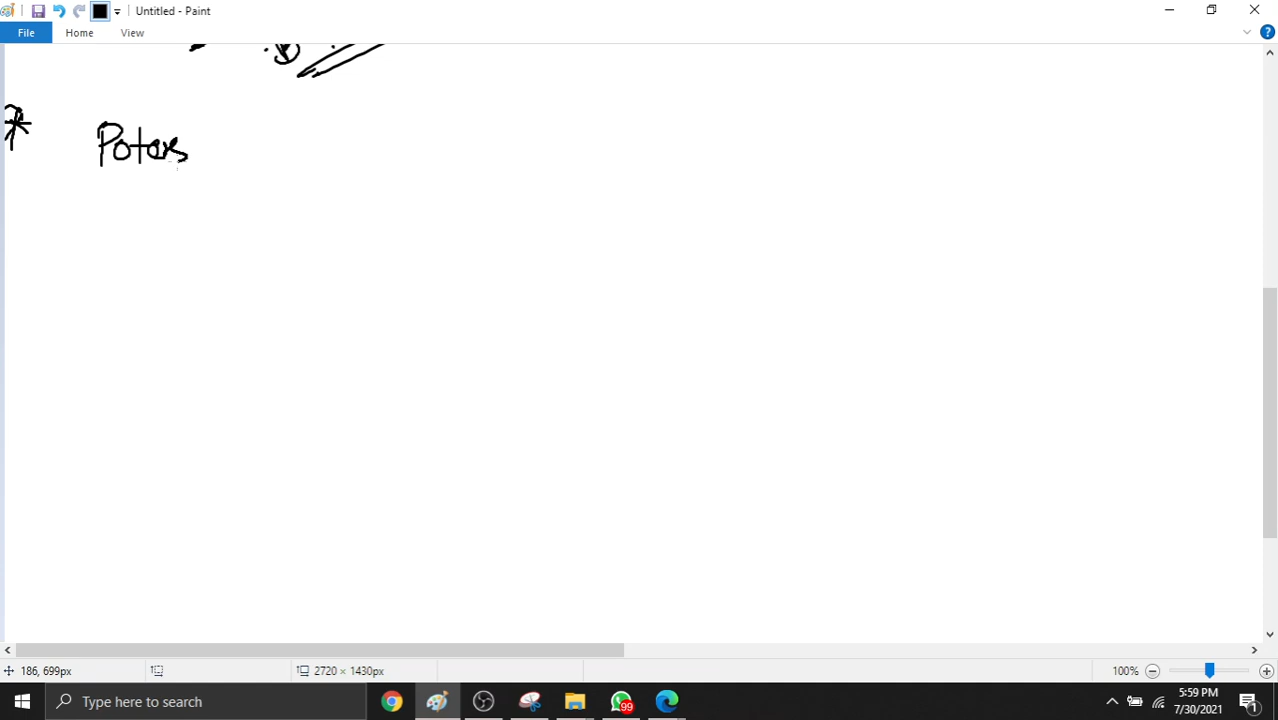 Untitled - Paint
File Home View
Potas
186, 699px 2720 × 1430px 100%
Type here to search 99 5:59 PM
7/30/2021 1